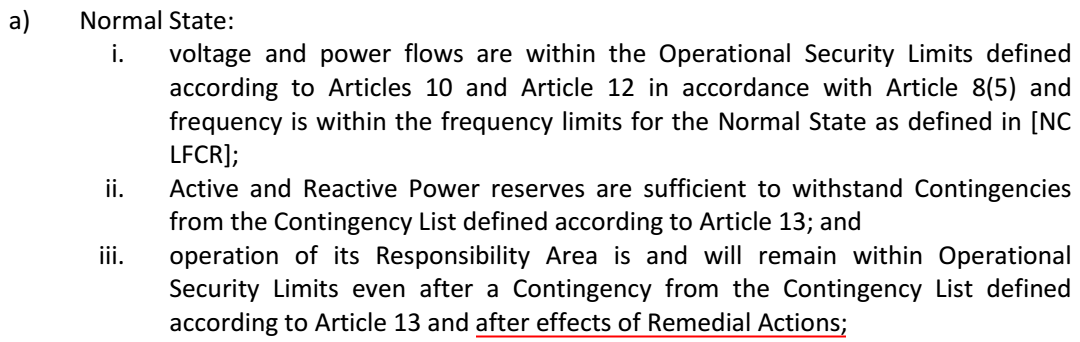 a) Normal State:
i. voltage and power flows are within the Operational Security Limits defined
according to Articles 10 and Article 12 in accordance with Article 8(5) and
frequency is within the frequency limits for the Normal State as defined in [NC
LFCR];
ii. Active and Reactive Power reserves are sufficient to withstand Contingencies
from the Contingency List defined according to Article 13; and
iii. operation of its Responsibility Area is and will remain within Operational
Security Limits even after a Contingency from the Contingency List defined
according to Article 13 and after effects of Remedial Actions;